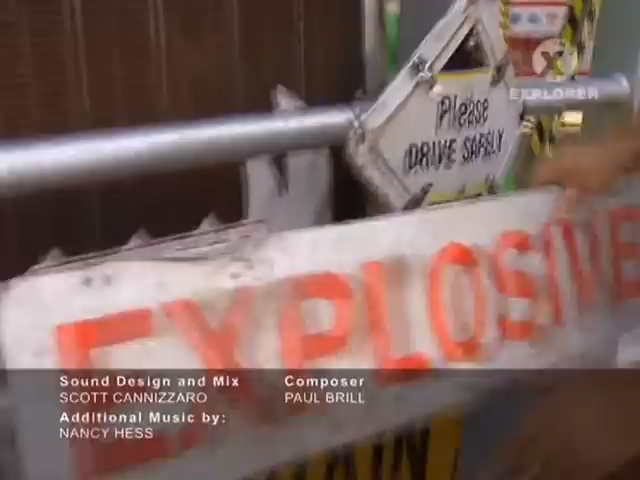 X
EXPLORER
Please
DRIVE SAFELY
EXPLOSIVE
Sound Design and Mix
SCOTT CANNIZZARO
Additional Music by:
NANCY HESS
Composer
PAUL BRILL